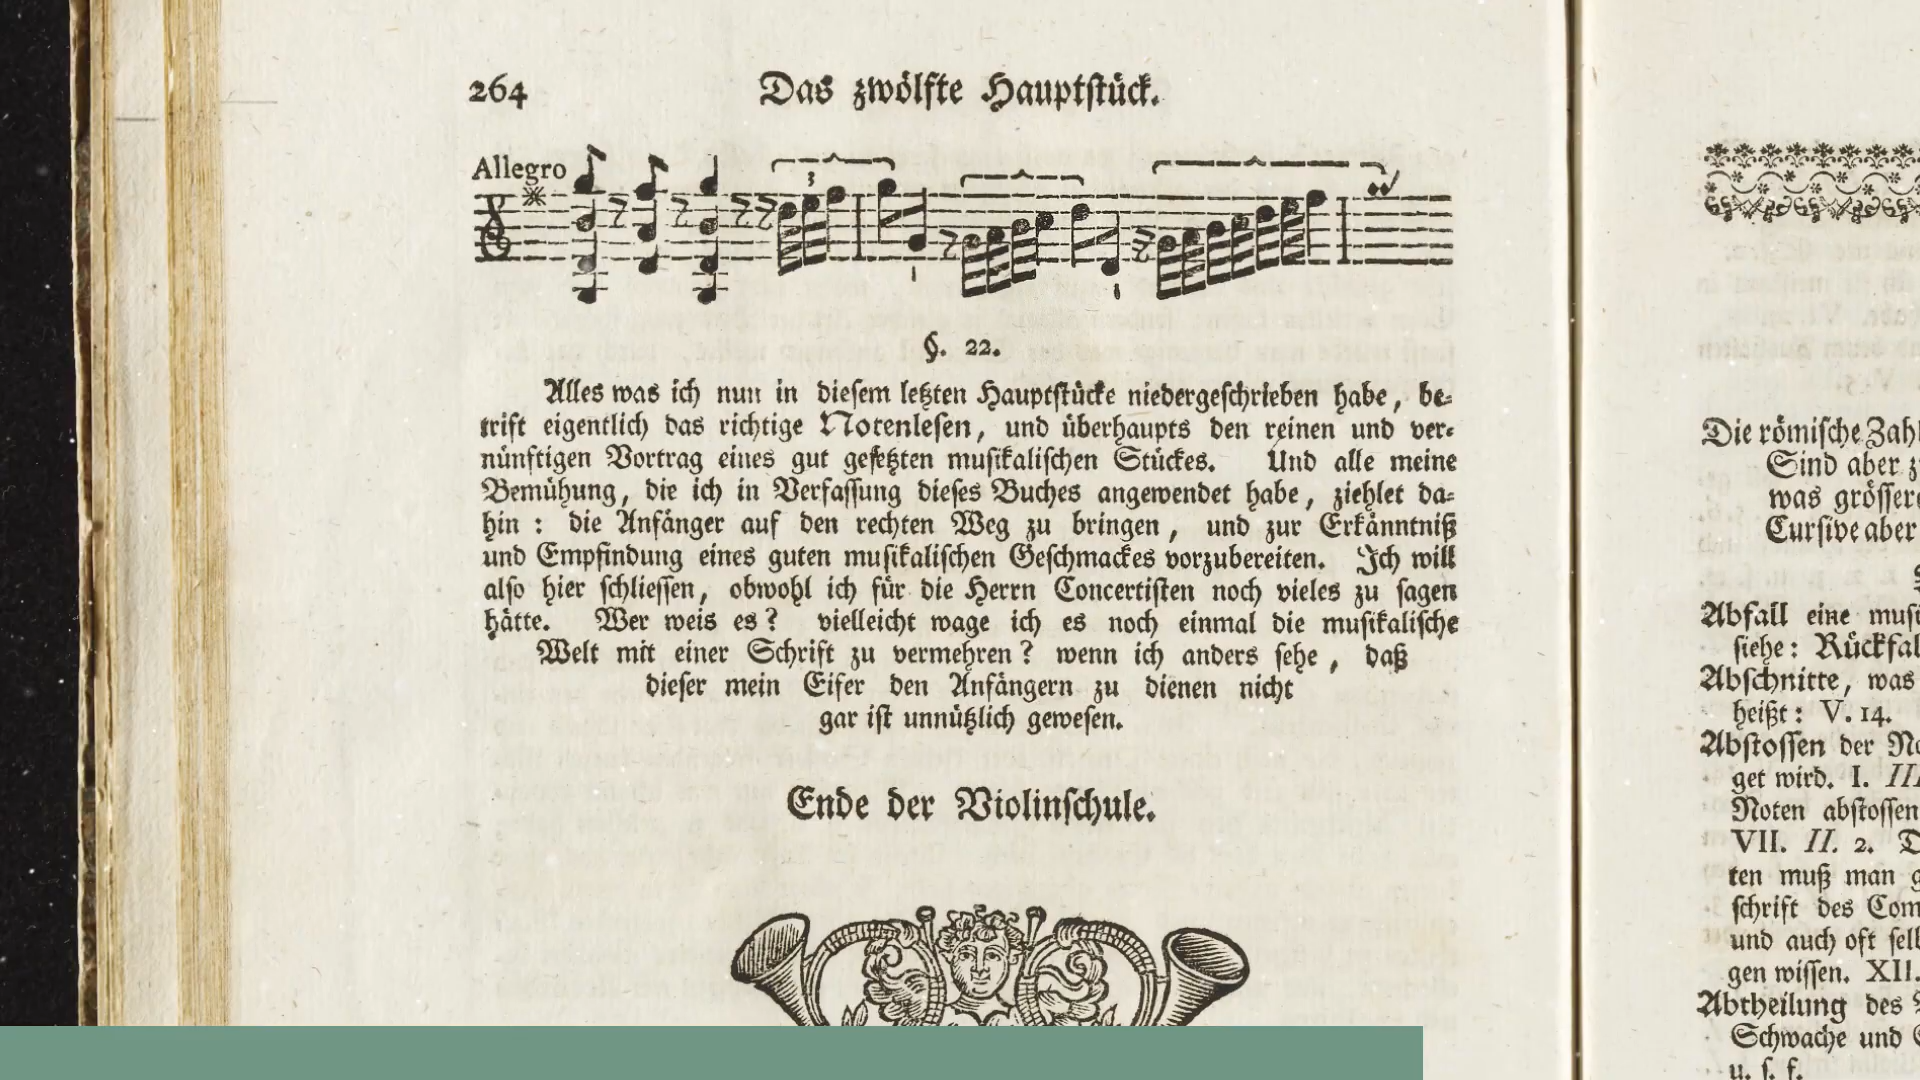 264 Das zwölfte Hauptstück.
Allegro
3
1 1
§. 22.
Alles was ich nun in diesem letzten Hauptstücke niedergeschrieben habe, be-
trift eigentlich das richtige Notenlesen, und überhaupts den reinen und ver-
nünftigen Vortrag eines gut gesetzten musikalischen Stückes. Und alle meine
Bemühung, die ich in Verfassung dieses Buches angewendet habe, ziehlet da-
hin: die Anfänger auf den rechten Weg zu bringen, und zur Erkänntniß
und Empfindung eines guten musikalischen Geschmackes vorzubereiten. Ich will
also hier schliessen, obwohl ich für die Herrn Concertisten noch vieles zu sagen
hätte. Wer weis es? vielleicht wage ich es noch einmal die musikalische
Welt mit einer Schrift zu vermehren? wenn ich anders sehe, daß
dieser mein Eifer den Anfängern zu dienen nicht
gar ist unnützlich gewesen.
Ende der Violinschule.
Die römische Zahl
Sind aber z
was grössere
Cursive aber
Abfall eine musi
siehe: Rückfal
Abschnitte, was
heißt: V. 14.
Abstossen der No
get wird. I. III
Noten abstossen
VII. II. 2. D
ten muß man g
schrift des Com
und auch oft selb
gen wissen. XII.
Abtheilung des
Schwache und
u. s. f.